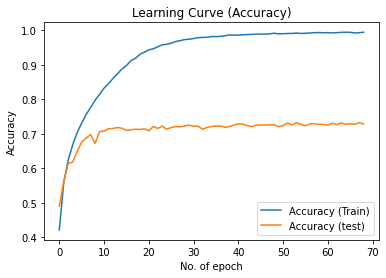 Learning Curve (Accuracy)
1.0
0.9
0.8
0.7
0.6
0.5
0.4
Accuracy
0 10 20 30 40 50 60 70
No. of epoch
Accuracy (Train)
Accuracy (test)